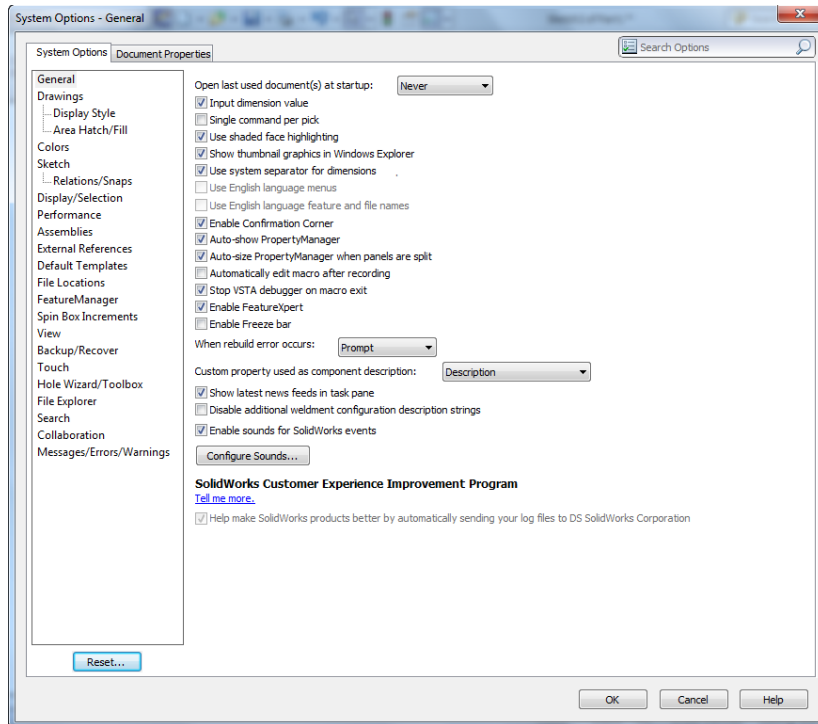 System Options - General
System Options Document Properties
Search Options
General
Drawings
Display Style
Area Hatch/Fill
Colors
Sketch
Relations/Snaps
Display/Selection
Performance
Assemblies
External References
Default Templates
File Locations
FeatureManager
Spin Box Increments
View
Backup/Recover
Touch
Hole Wizard/Toolbox
File Explorer
Search
Collaboration
Messages/Errors/Warnings
Reset...
Open last used document(s) at startup: Never
Input dimension value
Single command per pick
Use shaded face highlighting
Show thumbnail graphics in Windows Explorer
Use system separator for dimensions
Use English language menus
Use English language feature and file names
Enable Confirmation Corner
Auto-show PropertyManager
Auto-size PropertyManager when panels are split
Automatically edit macro after recording
Stop VSTA debugger on macro exit
Enable FeatureXpert
Enable Freeze bar
When rebuild error occurs: Prompt
Custom property used as component description: Description
Show latest news feeds in task pane
Disable additional weldment configuration description strings
Enable sounds for SolidWorks events
Configure Sounds...
SolidWorks Customer Experience Improvement Program
Tell me more.
Help make SolidWorks products better by automatically sending your log files to DS SolidWorks Corporation
OK Cancel Help